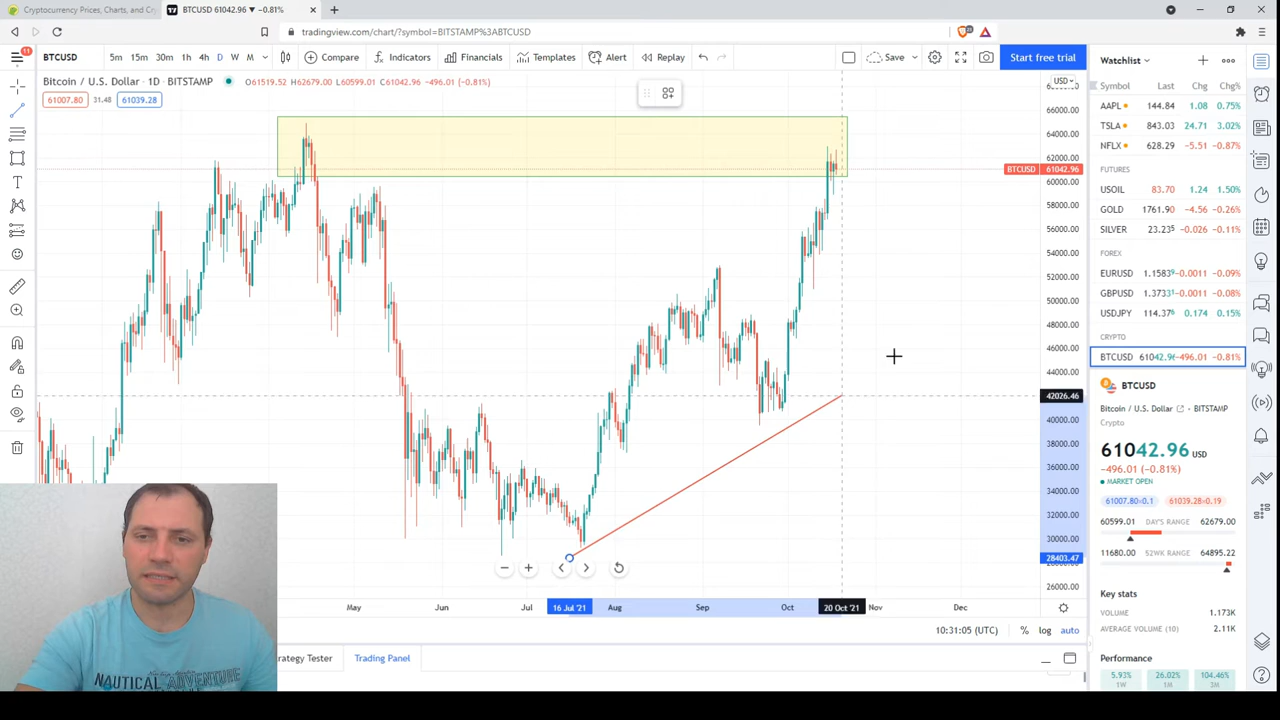 Cryptocurrency Prices, Charts, and Cry
BTCUSD 61042.96 ▼ −0.81%
tradingview.com/chart/?symbol=BITSTAMP%3ABTCUSD
11
BTCUSD 5m 15m 30m 1h 4h D W M Compare Indicators Financials Templates Alert Replay Save Start free trial
Bitcoin / U.S. Dollar · 1D · BITSTAMP O61519.52 H62679.00 L60599.01 C61042.96 −496.01 (−0.81%)
61007.80 31.48 61039.28
USD
66000.00
64000.00
62000.00
BTCUSD 61042.96
60000.00
58000.00
56000.00
54000.00
52000.00
50000.00
48000.00
46000.00
44000.00
42026.46
40000.00
38000.00
36000.00
34000.00
32000.00
30000.00
28403.47
26000.00
May Jun Jul 16 Jul '21 Aug Sep Oct 20 Oct '21 Nov Dec
10:31:05 (UTC) % log auto
rategy Tester Trading Panel
NAUTICAL
Watchlist
Symbol Last Chg Chg%
AAPL 144.84 1.08 0.75%
TSLA 843.03 24.71 3.02%
NFLX 628.29 −5.51 −0.87%
FUTURES
USOIL 83.70 1.24 1.50%
GOLD 1761.90 −4.56 −0.26%
SILVER 23.235 −0.026 −0.11%
FOREX
EURUSD 1.15839 −0.0011 −0.09%
GBPUSD 1.37331 −0.0011 −0.08%
USDJPY 114.376 0.174 0.15%
CRYPTO
BTCUSD 61042.96 −496.01 −0.81%
BTCUSD
Bitcoin / U.S. Dollar · BITSTAMP
Crypto
61042.96 USD
−496.01 (−0.81%)
MARKET OPEN
61007.80×0.1 61039.28×0.19
60599.01 DAY'S RANGE 62679.00
11680.00 52WK RANGE 64895.22
Key stats
VOLUME 1.173K
AVERAGE VOLUME (10) 2.11K
Performance
5.93% 26.02% 104.46%
1W 1M 3M